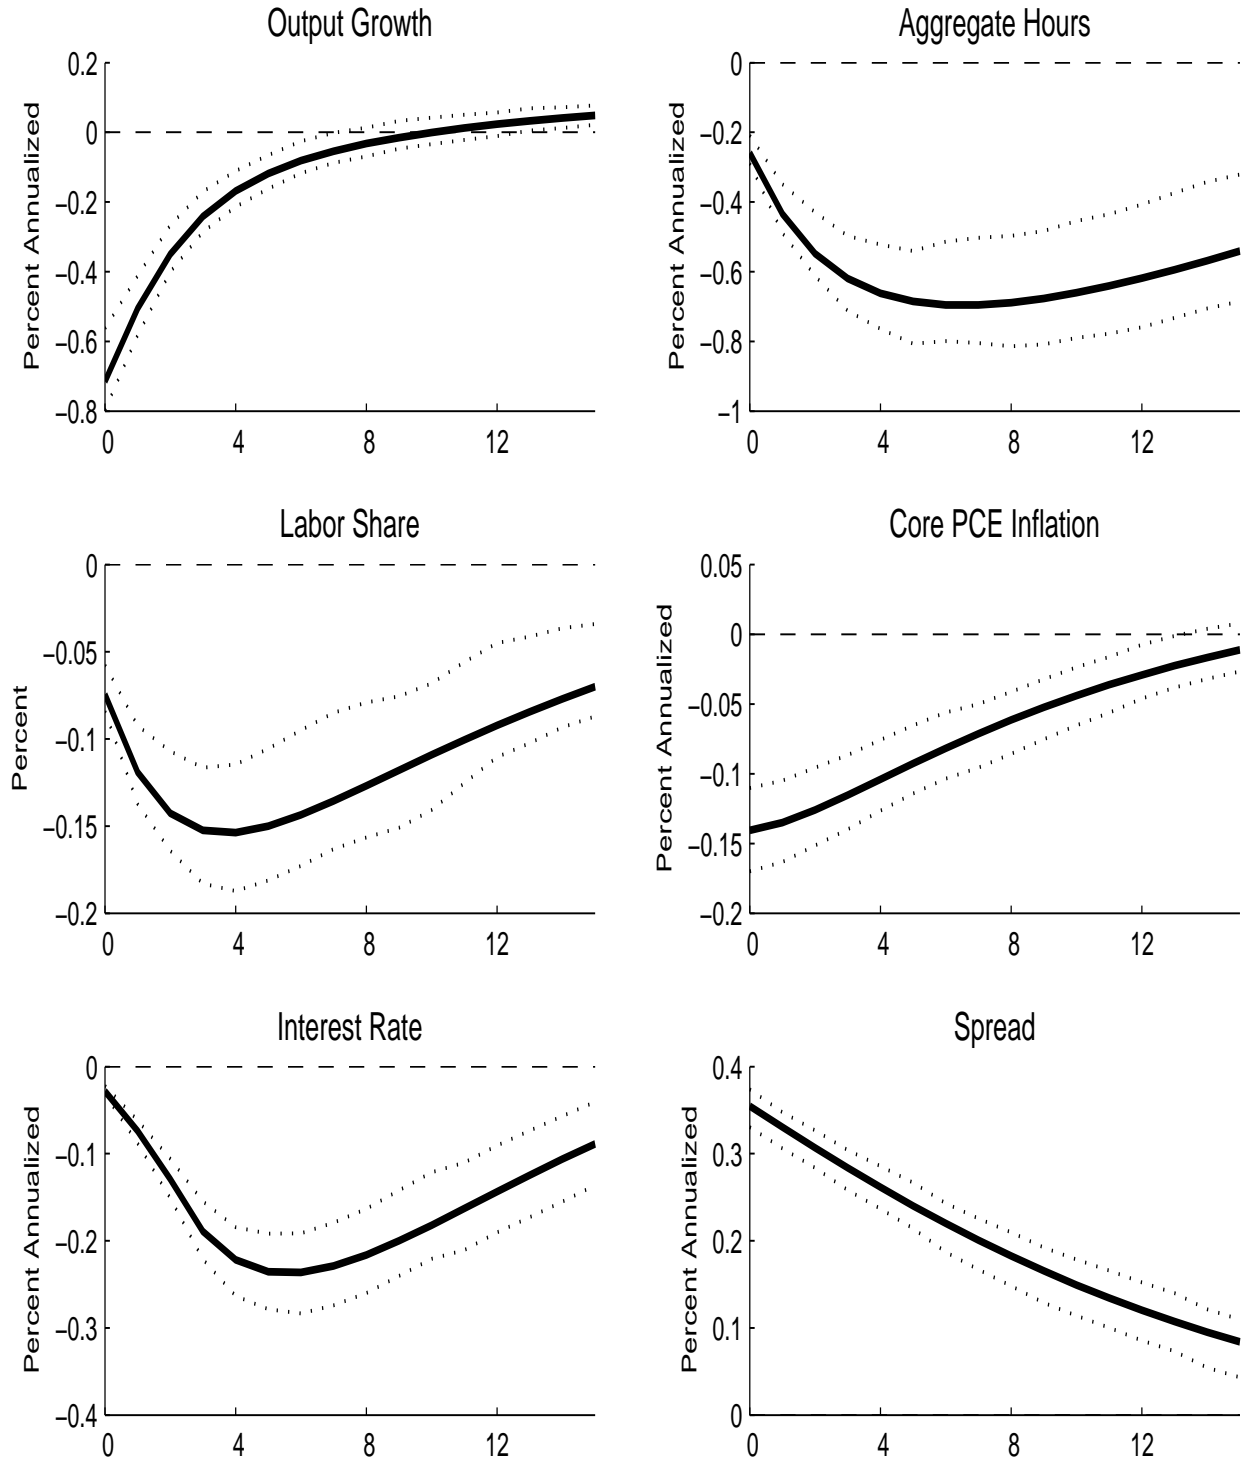 Output Growth
Percent Annualized
0.2
0
−0.2
−0.4
−0.6
−0.8
0 4 8 12
Aggregate Hours
Percent Annualized
0
−0.2
−0.4
−0.6
−0.8
−1
0 4 8 12
Labor Share
Percent
0
−0.05
−0.1
−0.15
−0.2
0 4 8 12
Core PCE Inflation
Percent Annualized
0.05
0
−0.05
−0.1
−0.15
−0.2
0 4 8 12
Interest Rate
Percent Annualized
0
−0.1
−0.2
−0.3
−0.4
0 4 8 12
Spread
Percent Annualized
0.4
0.3
0.2
0.1
0
0 4 8 12